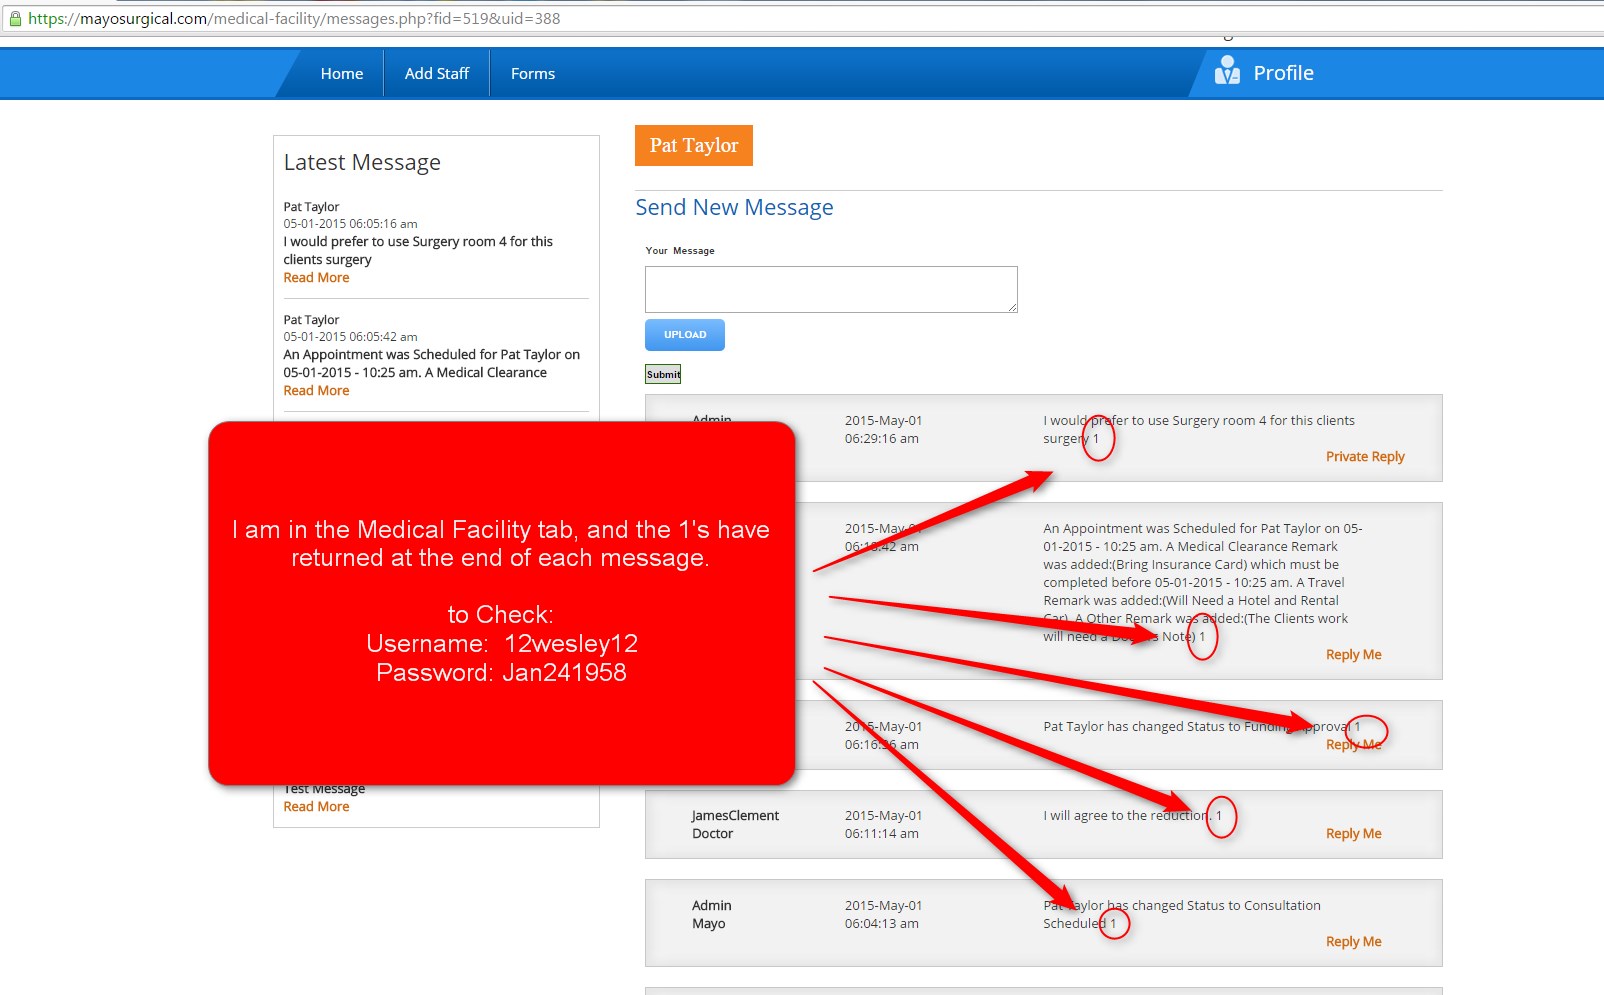 https://mayosurgical.com/medical-facility/messages.php?fid=519&uid=388
Home
Add Staff
Forms
Profile
Latest Message
Pat Taylor
05-01-2015 06:05:16 am
I would prefer to use Surgery room 4 for this
clients surgery
Read More
Pat Taylor
05-01-2015 06:05:42 am
An Appointment was Scheduled for Pat Taylor on
05-01-2015 - 10:25 am. A Medical Clearance
Read More
Test Message
Read More
Pat Taylor
Send New Message
Your Message
UPLOAD
Submit
Admin
2015-May-01
06:29:16 am
I would prefer to use Surgery room 4 for this clients
surgery 1
Private Reply
2015-May-01
06:18:42 am
An Appointment was Scheduled for Pat Taylor on 05-
01-2015 - 10:25 am. A Medical Clearance Remark
was added:(Bring Insurance Card) which must be
completed before 05-01-2015 - 10:25 am. A Travel
Remark was added:(Will Need a Hotel and Rental
Car). A Other Remark was added:(The Clients work
will need a Doctors Note) 1
Reply Me
2015-May-01
06:16:36 am
Pat Taylor has changed Status to Funding Approval 1
Reply Me
JamesClement
Doctor
2015-May-01
06:11:14 am
I will agree to the reduction. 1
Reply Me
Admin
Mayo
2015-May-01
06:04:13 am
Pat Taylor has changed Status to Consultation
Scheduled 1
Reply Me
I am in the Medical Facility tab, and the 1's have
returned at the end of each message.
to Check:
Username: 12wesley12
Password: Jan241958